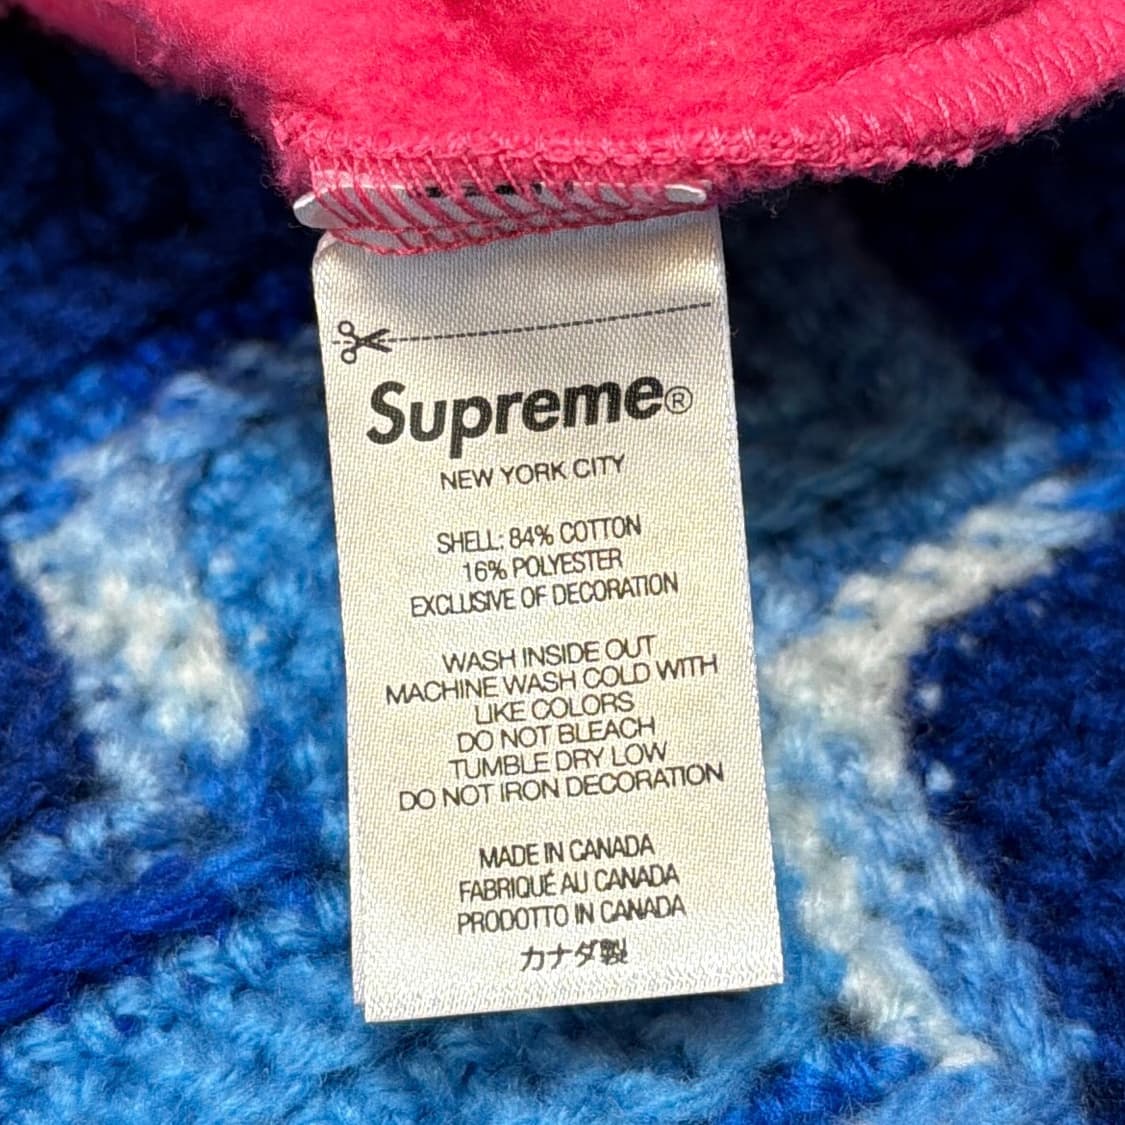 Supreme®
NEW YORK CITY
SHELL: 84% COTTON
16% POLYESTER
EXCLUSIVE OF DECORATION
WASH INSIDE OUT
MACHINE WASH COLD WITH
LIKE COLORS
DO NOT BLEACH
TUMBLE DRY LOW
DO NOT IRON DECORATION
MADE IN CANADA
FABRIQUÉ AU CANADA
PRODOTTO IN CANADA
カナダ製